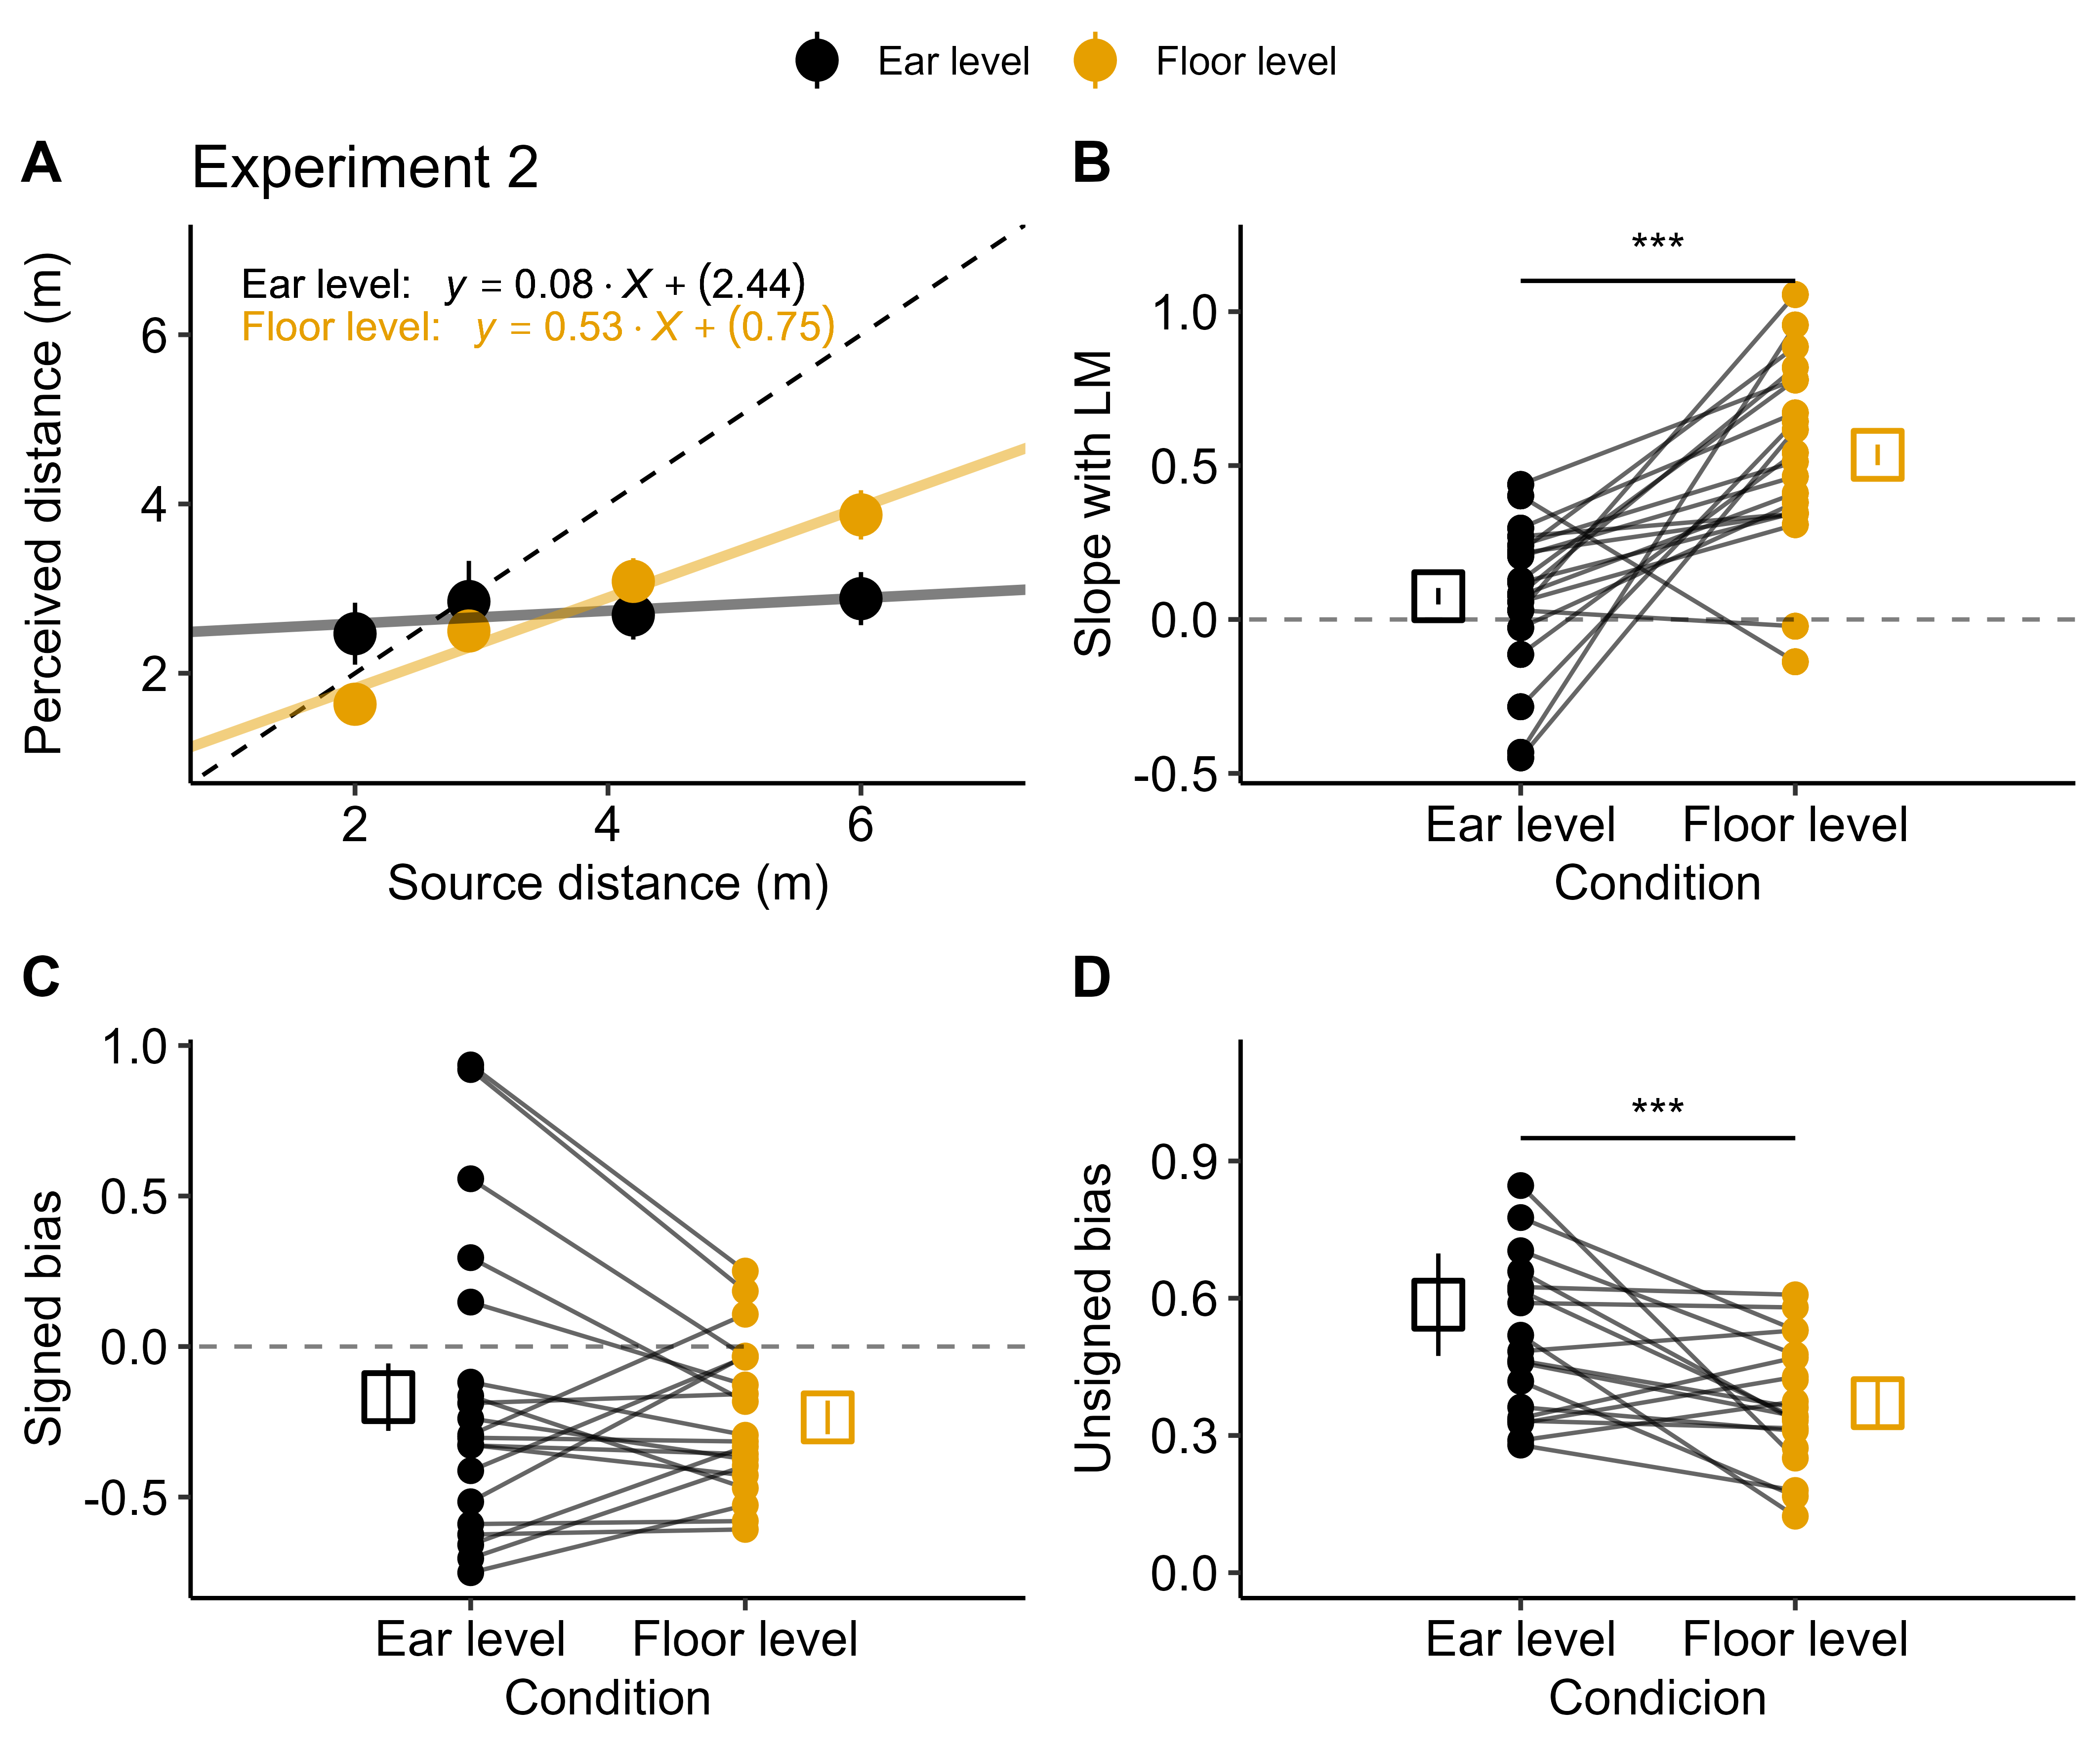 Ear level Floor level
A Experiment 2
Ear level: y = 0.08 · X + (2.44)
Floor level: y = 0.53 · X + (0.75)
Perceived distance (m)
6
4
2
2 4 6
Source distance (m)
B
***
Slope with LM
1.0
0.5
0.0
-0.5
Ear level Floor level
Condition
C
Signed bias
1.0
0.5
0.0
-0.5
Ear level Floor level
Condition
D
***
Unsigned bias
0.9
0.6
0.3
0.0
Ear level Floor level
Condicion